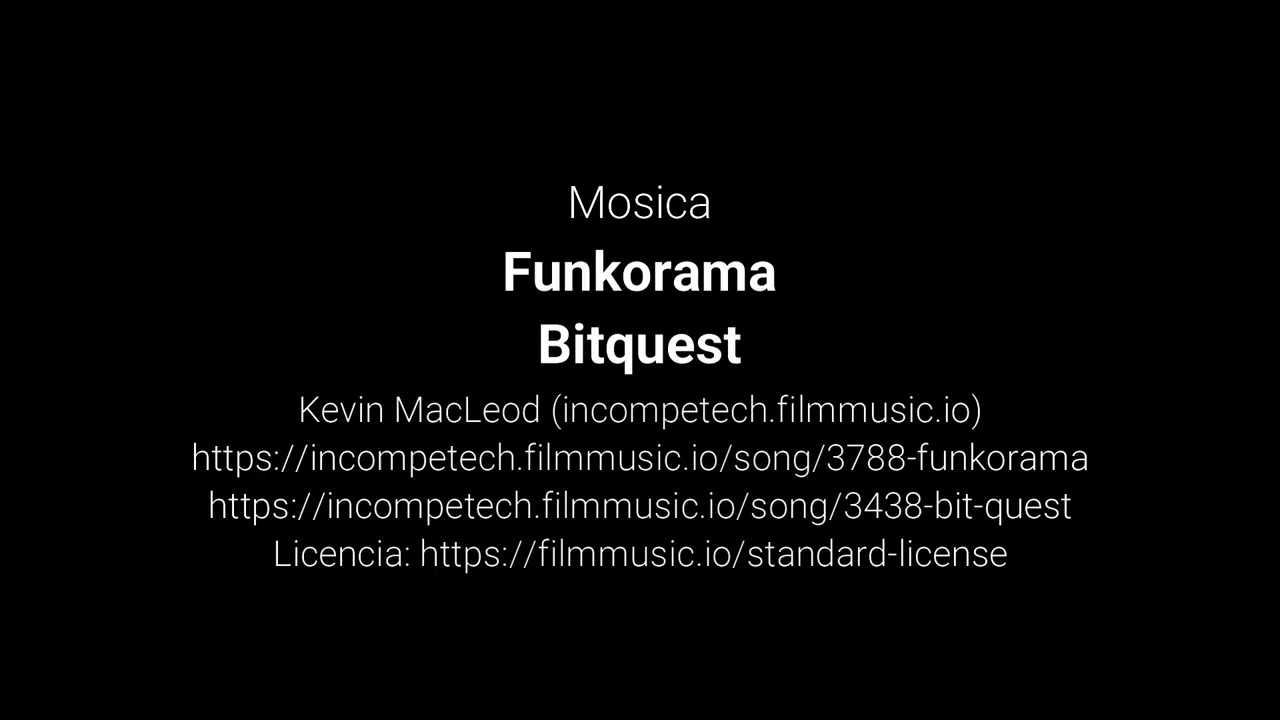 Mosica
Funkorama
Bitquest
Kevin MacLeod (incompetech.filmmusic.io)
https://incompetech.filmmusic.io/song/3788-funkorama
https://incompetech.filmmusic.io/song/3438-bit-quest
Licencia: https://filmmusic.io/standard-license